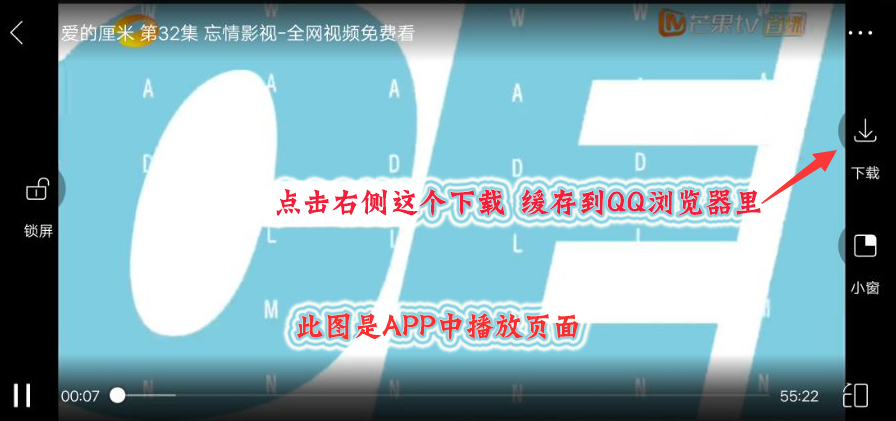 爱的厘米 第32集 忘情影视-全网视频免费看
芒果tv 首播
W W W W W W
A A A A A
下载
D D D D
点击右侧这个下载 缓存到QQ浏览器里
锁屏
L L L L
小窗
M M
此图是APP中播放页面
00:07
55:22
N N N N N N